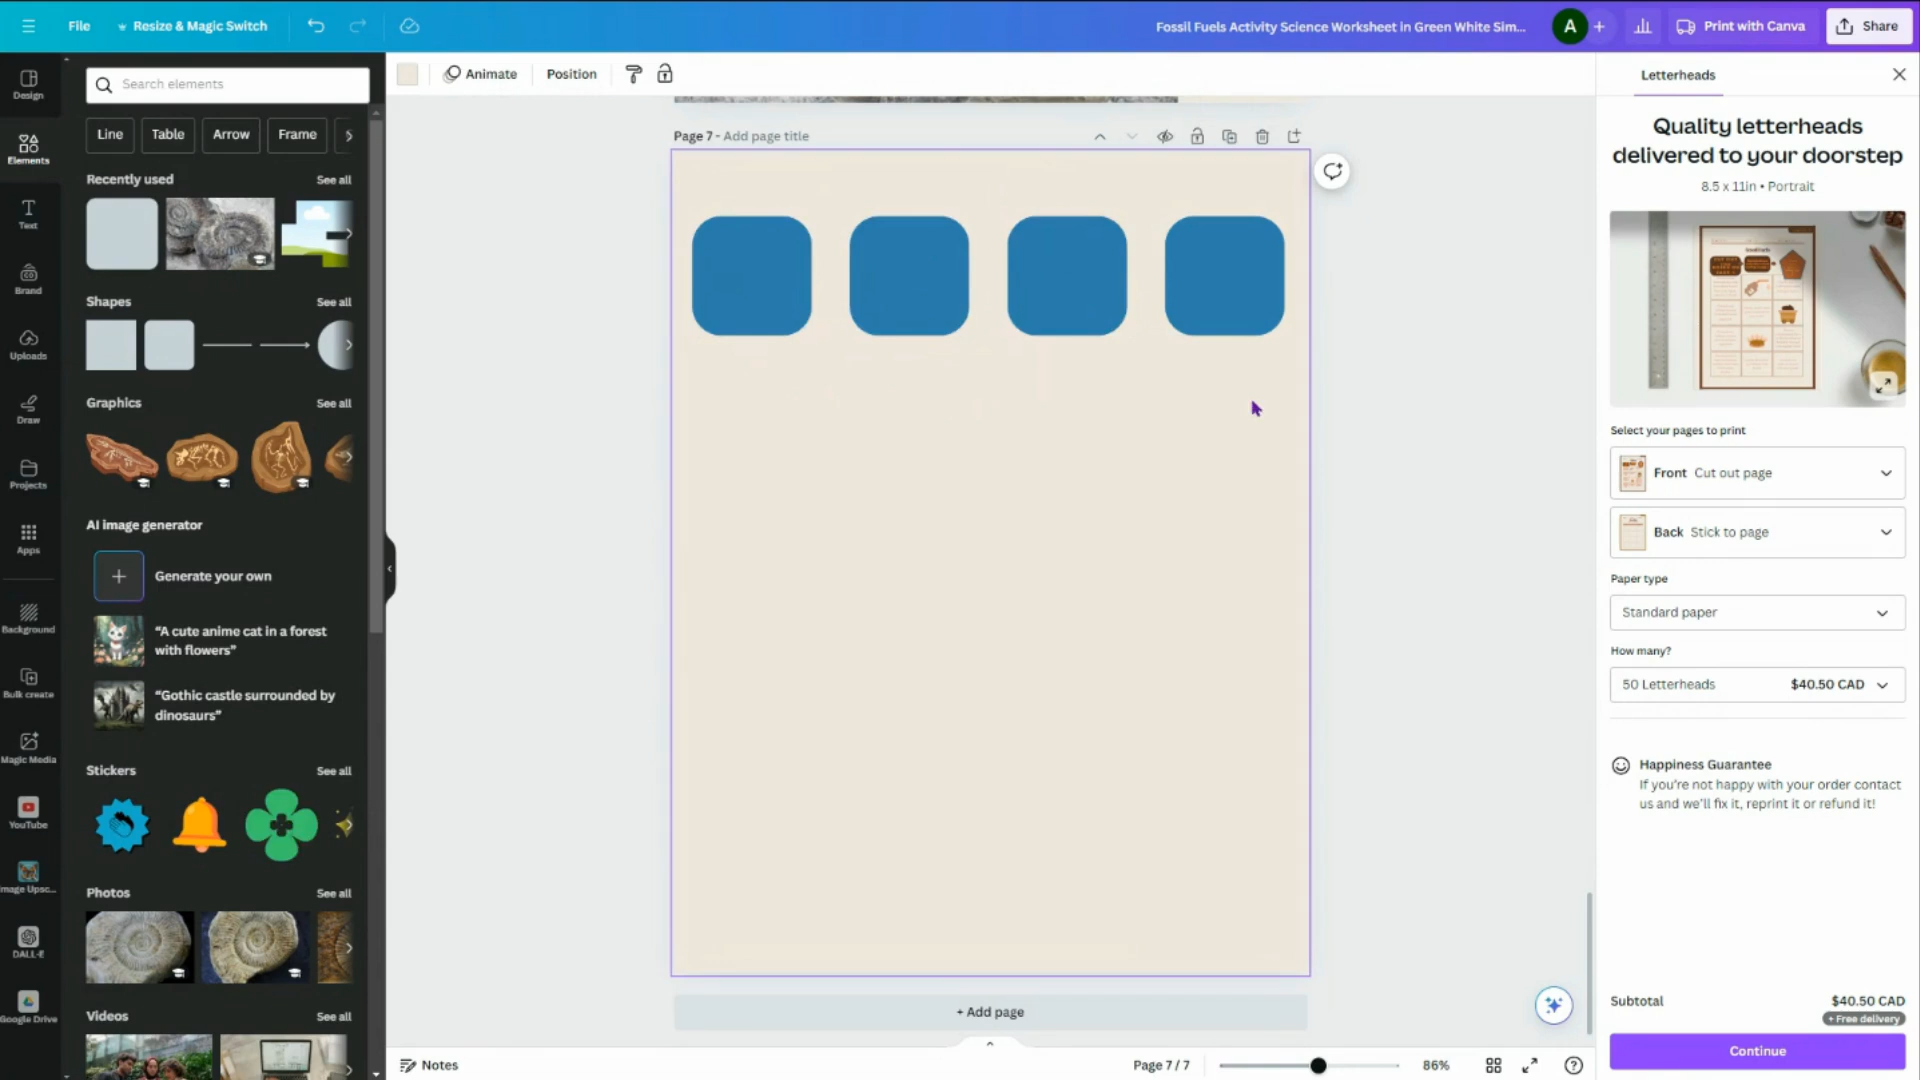 File
Resize & Magic Switch
Fossil Fuels Activity Science Worksheet in Green White Sim...
A
Print with Canva
Share
Design
Elements
Text
Brand
Uploads
Draw
Projects
Apps
Background
Bulk create
Magic Media
YouTube
Image Upsc...
DALL-E
Google Drive
Search elements
Line
Table
Arrow
Frame
Recently used
See all
Shapes
See all
Graphics
See all
AI image generator
Generate your own
“A cute anime cat in a forest
with flowers”
“Gothic castle surrounded by
dinosaurs”
Stickers
See all
Photos
See all
Videos
See all
Animate
Position
Page 7 - Add page title
+ Add page
Notes
Page 7 / 7
86%
Letterheads
Quality letterheads
delivered to your doorstep
8.5 x 11in • Portrait
Select your pages to print
Front Cut out page
Back Stick to page
Paper type
Standard paper
How many?
50 Letterheads $40.50 CAD
Happiness Guarantee
If you're not happy with your order contact
us and we'll fix it, reprint it or refund it!
Subtotal $40.50 CAD
+ Free delivery
Continue